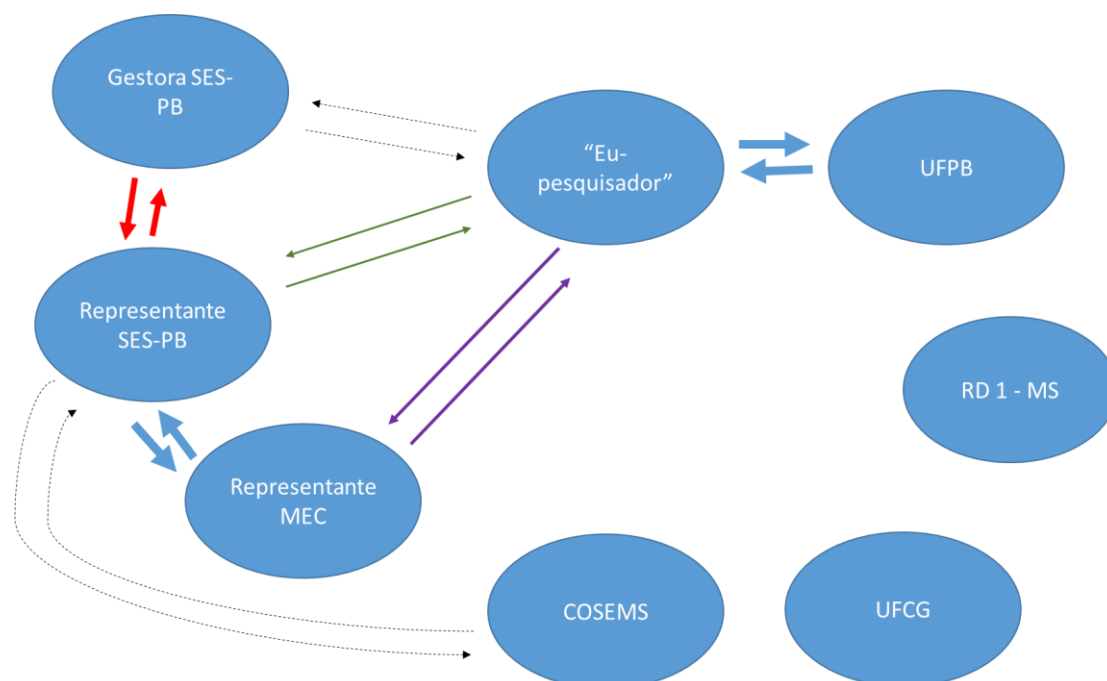 Gestora SES-
PB
“Eu-
pesquisador”
UFPB
Representante
SES-PB
RD 1 - MS
Representante
MEC
COSEMS
UFCG